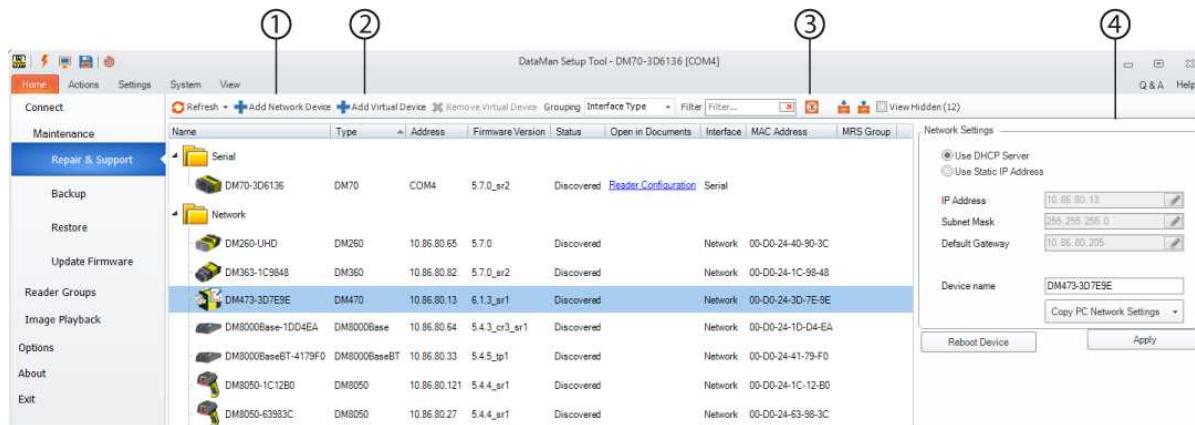 1 2 3 4
DataMan Setup Tool - DM70-3D6136 [COM4]
Home Actions Settings System View Q & A Help
Connect
Maintenance
Repair & Support
Backup
Restore
Update Firmware
Reader Groups
Image Playback
Options
About
Exit
Refresh Add Network Device Add Virtual Device Remove Virtual Device Grouping Interface Type Filter Filter... View Hidden (12)
Name Type Address Firmware Version Status Open in Documents Interface MAC Address MRS Group
Serial
DM70-3D6136 DM70 COM4 5.7.0_sr2 Discovered Reader Configuration Serial
Network
DM260-UHD DM260 10.86.80.65 5.7.0 Discovered Network 00-D0-24-40-90-3C
DM363-1C9848 DM360 10.86.80.82 5.7.0_sr2 Discovered Network 00-D0-24-1C-98-48
DM473-3D7E9E DM470 10.86.80.13 6.1.3_sr1 Discovered Network 00-D0-24-3D-7E-9E
DM8000Base-1DD4EA DM8000Base 10.86.80.64 5.4.3_cr3_sr1 Discovered Network 00-D0-24-1D-D4-EA
DM8000BaseBT-4179F0 DM8000BaseBT 10.86.80.33 5.4.5_tp1 Discovered Network 00-D0-24-41-79-F0
DM8050-1C12B0 DM8050 10.86.80.121 5.4.4_sr1 Discovered Network 00-D0-24-1C-12-B0
DM8050-63983C DM8050 10.86.80.27 5.4.4_sr1 Discovered Network 00-D0-24-63-98-3C
Network Settings
Use DHCP Server
Use Static IP Address
IP Address 10.86.80.13
Subnet Mask 255.255.255.0
Default Gateway 10.86.80.205
Device name DM473-3D7E9E
Copy PC Network Settings
Reboot Device Apply